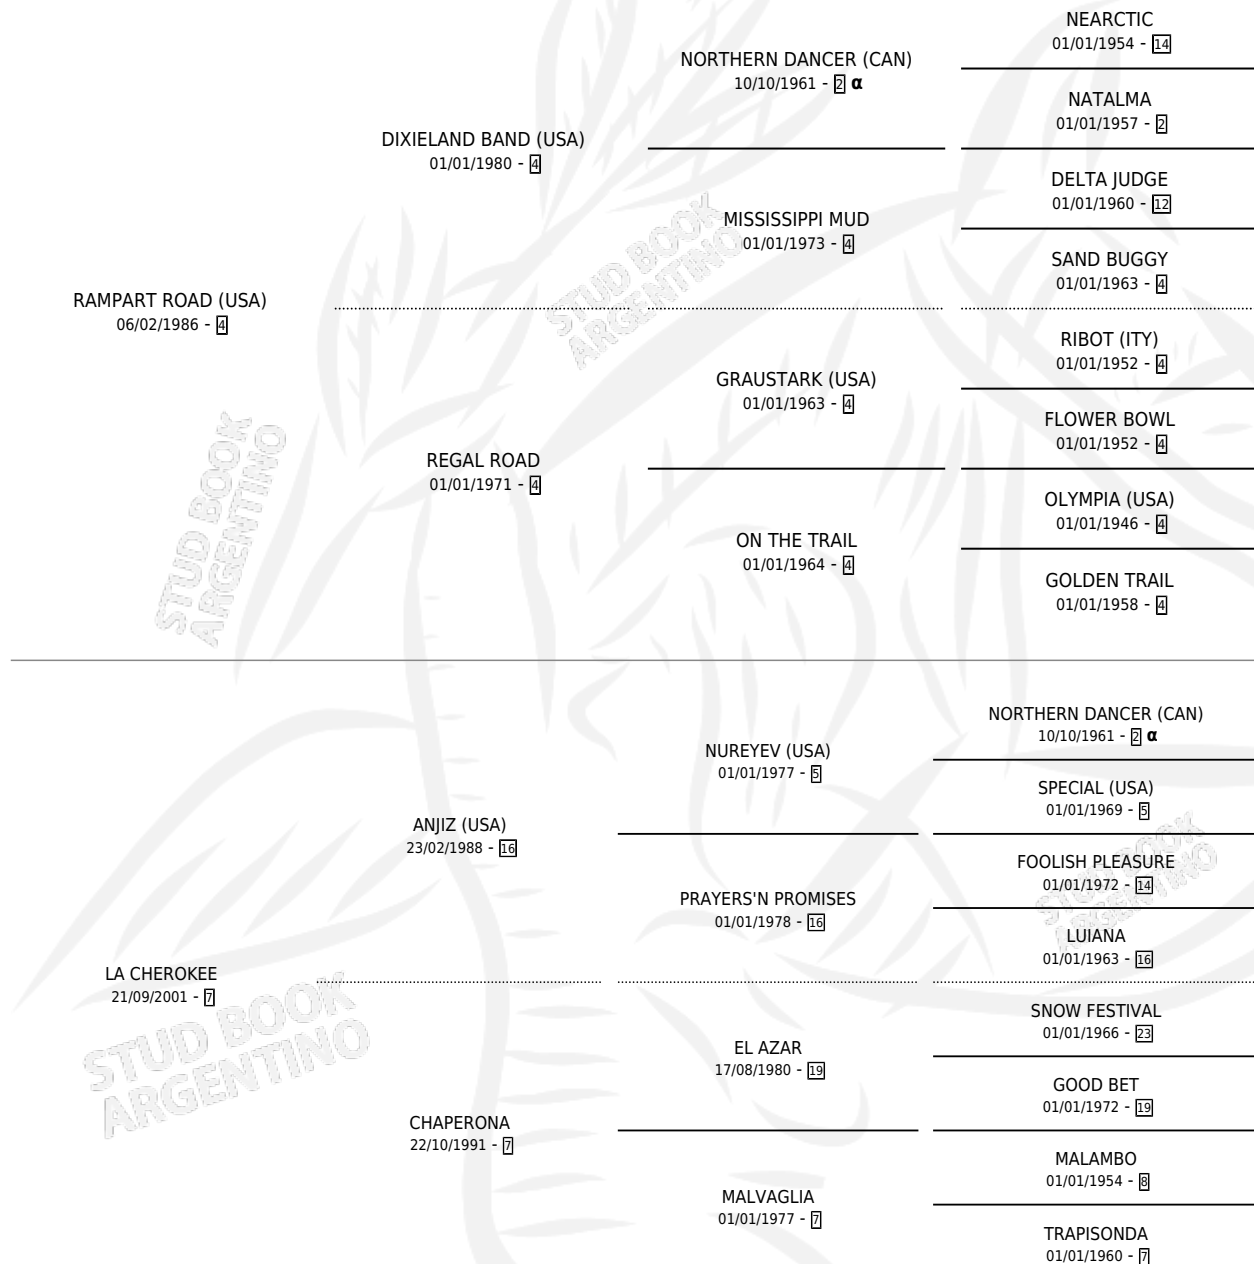 NEARCTIC
01/01/1954 - 14
NORTHERN DANCER (CAN)
10/10/1961 - 2 α
NATALMA
01/01/1957 - 2
DIXIELAND BAND (USA)
01/01/1980 - 4
DELTA JUDGE
01/01/1960 - 12
MISSISSIPPI MUD
01/01/1973 - 4
SAND BUGGY
01/01/1963 - 4
RAMPART ROAD (USA)
06/02/1986 - 4
RIBOT (ITY)
01/01/1952 - 4
GRAUSTARK (USA)
01/01/1963 - 4
FLOWER BOWL
01/01/1952 - 4
REGAL ROAD
01/01/1971 - 4
OLYMPIA (USA)
01/01/1946 - 4
ON THE TRAIL
01/01/1964 - 4
GOLDEN TRAIL
01/01/1958 - 4
NORTHERN DANCER (CAN)
10/10/1961 - 2 α
NUREYEV (USA)
01/01/1977 - 5
SPECIAL (USA)
01/01/1969 - 5
ANJIZ (USA)
23/02/1988 - 16
FOOLISH PLEASURE
01/01/1972 - 14
PRAYERS'N PROMISES
01/01/1978 - 16
LUIANA
01/01/1963 - 16
LA CHEROKEE
21/09/2001 - 7
SNOW FESTIVAL
01/01/1966 - 23
EL AZAR
17/08/1980 - 19
GOOD BET
01/01/1972 - 19
CHAPERONA
22/10/1991 - 7
MALAMBO
01/01/1954 - 8
MALVAGLIA
01/01/1977 - 7
TRAPISONDA
01/01/1960 - 7
STUD BOOK
ARGENTINO
STUD BOOK
ARGENTINO
STUD BOOK
ARGENTINO
STUD BOOK
ARGENTINO